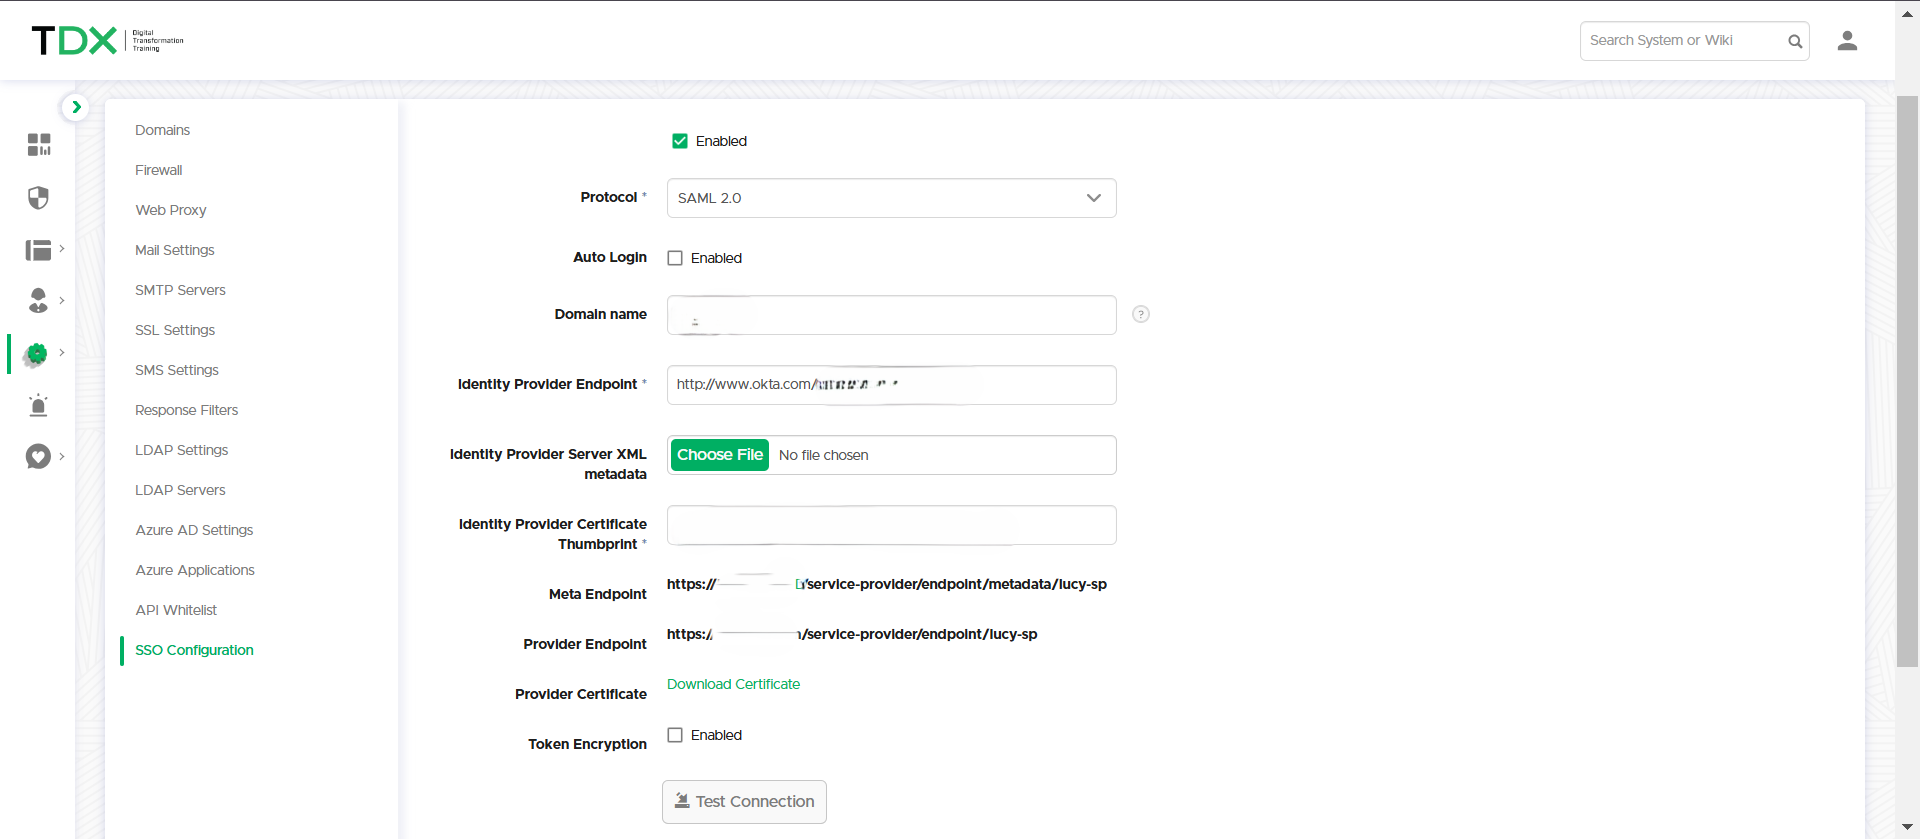 TDX
Digital
Transformation
Training
Search System or Wiki
Domains
Firewall
Web Proxy
Mail Settings
SMTP Servers
SSL Settings
SMS Settings
Response Filters
LDAP Settings
LDAP Servers
Azure AD Settings
Azure Applications
API Whitelist
SSO Configuration
Enabled
Protocol * SAML 2.0
Auto Login Enabled
Domain name ?
Identity Provider Endpoint * http://www.okta.com/
Identity Provider Server XML
metadata
Choose File No file chosen
Identity Provider Certificate
Thumbprint *
Meta Endpoint https:// /service-provider/endpoint/metadata/lucy-sp
Provider Endpoint https:/ /service-provider/endpoint/lucy-sp
Provider Certificate Download Certificate
Token Encryption Enabled
Test Connection